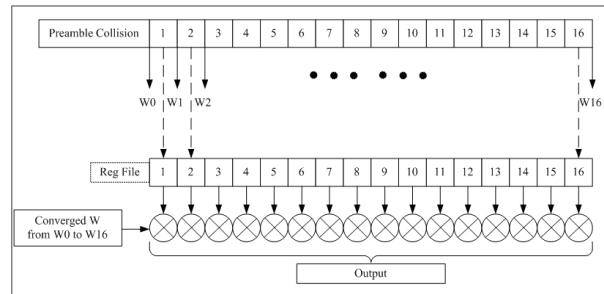 Preamble Collision 1 2 3 4 5 6 7 8 9 10 11 12 13 14 15 16
W0 W1 W2 W16
Reg File 1 2 3 4 5 6 7 8 9 10 11 12 13 14 15 16
Converged W
from W0 to W16
Output